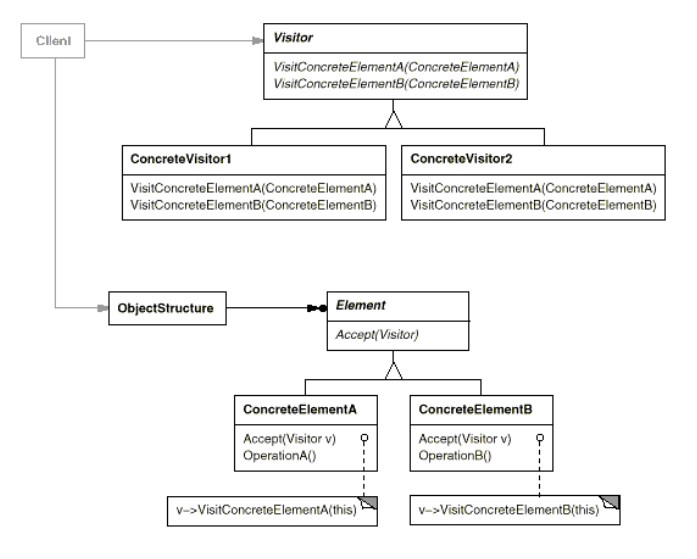 Client
Visitor
VisitConcreteElementA(ConcreteElementA)
VisitConcreteElementB(ConcreteElementB)
ConcreteVisitor1
VisitConcreteElementA(ConcreteElementA)
VisitConcreteElementB(ConcreteElementB)
ConcreteVisitor2
VisitConcreteElementA(ConcreteElementA)
VisitConcreteElementB(ConcreteElementB)
ObjectStructure
Element
Accept(Visitor)
ConcreteElementA
Accept(Visitor v)
OperationA()
ConcreteElementB
Accept(Visitor v)
OperationB()
v–>VisitConcreteElementA(this)
v–>VisitConcreteElementB(this)